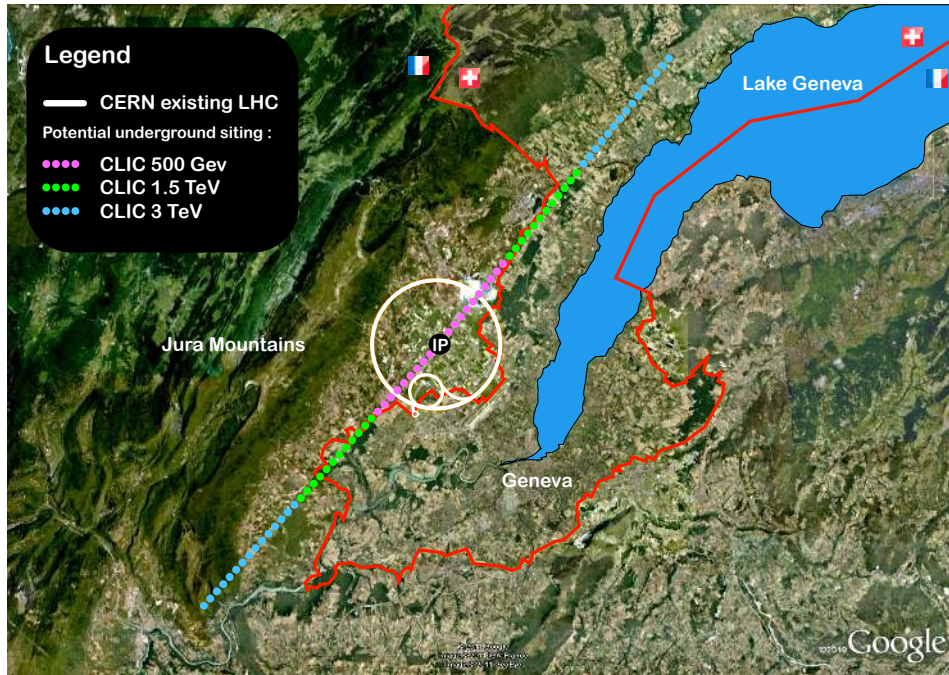 Legend
CERN existing LHC
Potential underground siting :
CLIC 500 Gev
CLIC 1.5 TeV
CLIC 3 TeV
Lake Geneva
IP
Jura Mountains
Geneva
Google